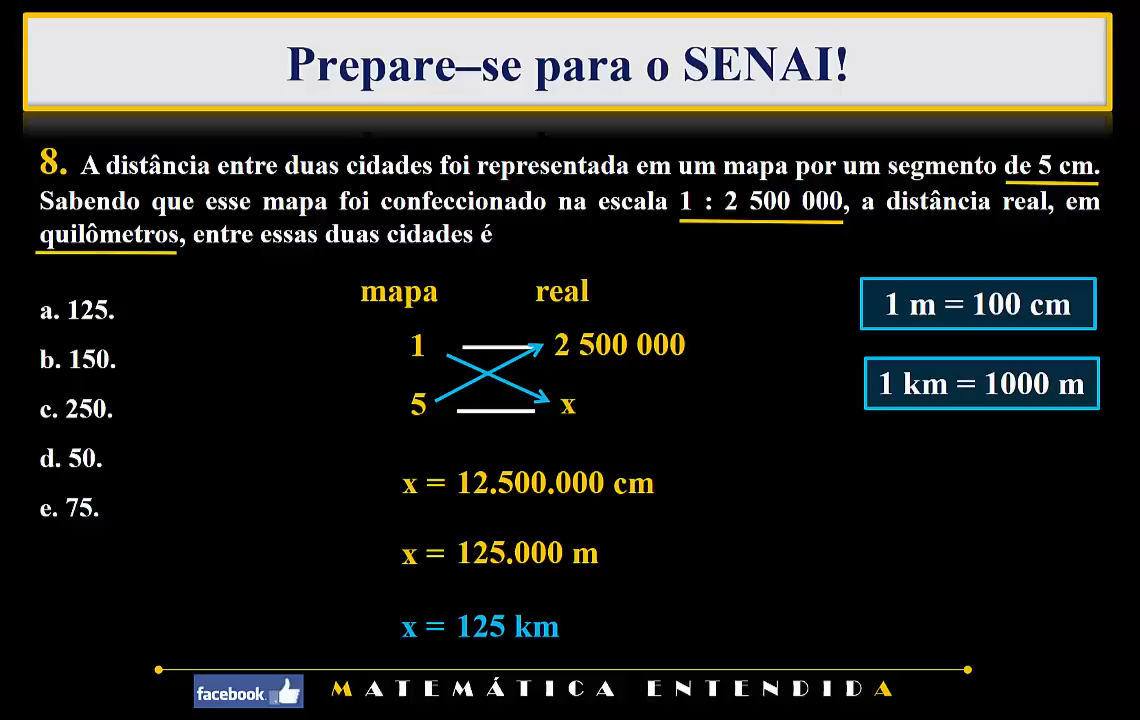 Prepare–se para o SENAI!
8. A distância entre duas cidades foi representada em um mapa por um segmento de 5 cm.
Sabendo que esse mapa foi confeccionado na escala 1 : 2 500 000, a distância real, em
quilômetros, entre essas duas cidades é
a. 125.
b. 150.
c. 250.
d. 50.
e. 75.
mapa real
1 2 500 000
5 x
x = 12.500.000 cm
x = 125.000 m
x = 125 km
1 m = 100 cm
1 km = 1000 m
facebook.
MATEMÁTICA ENTENDIDA